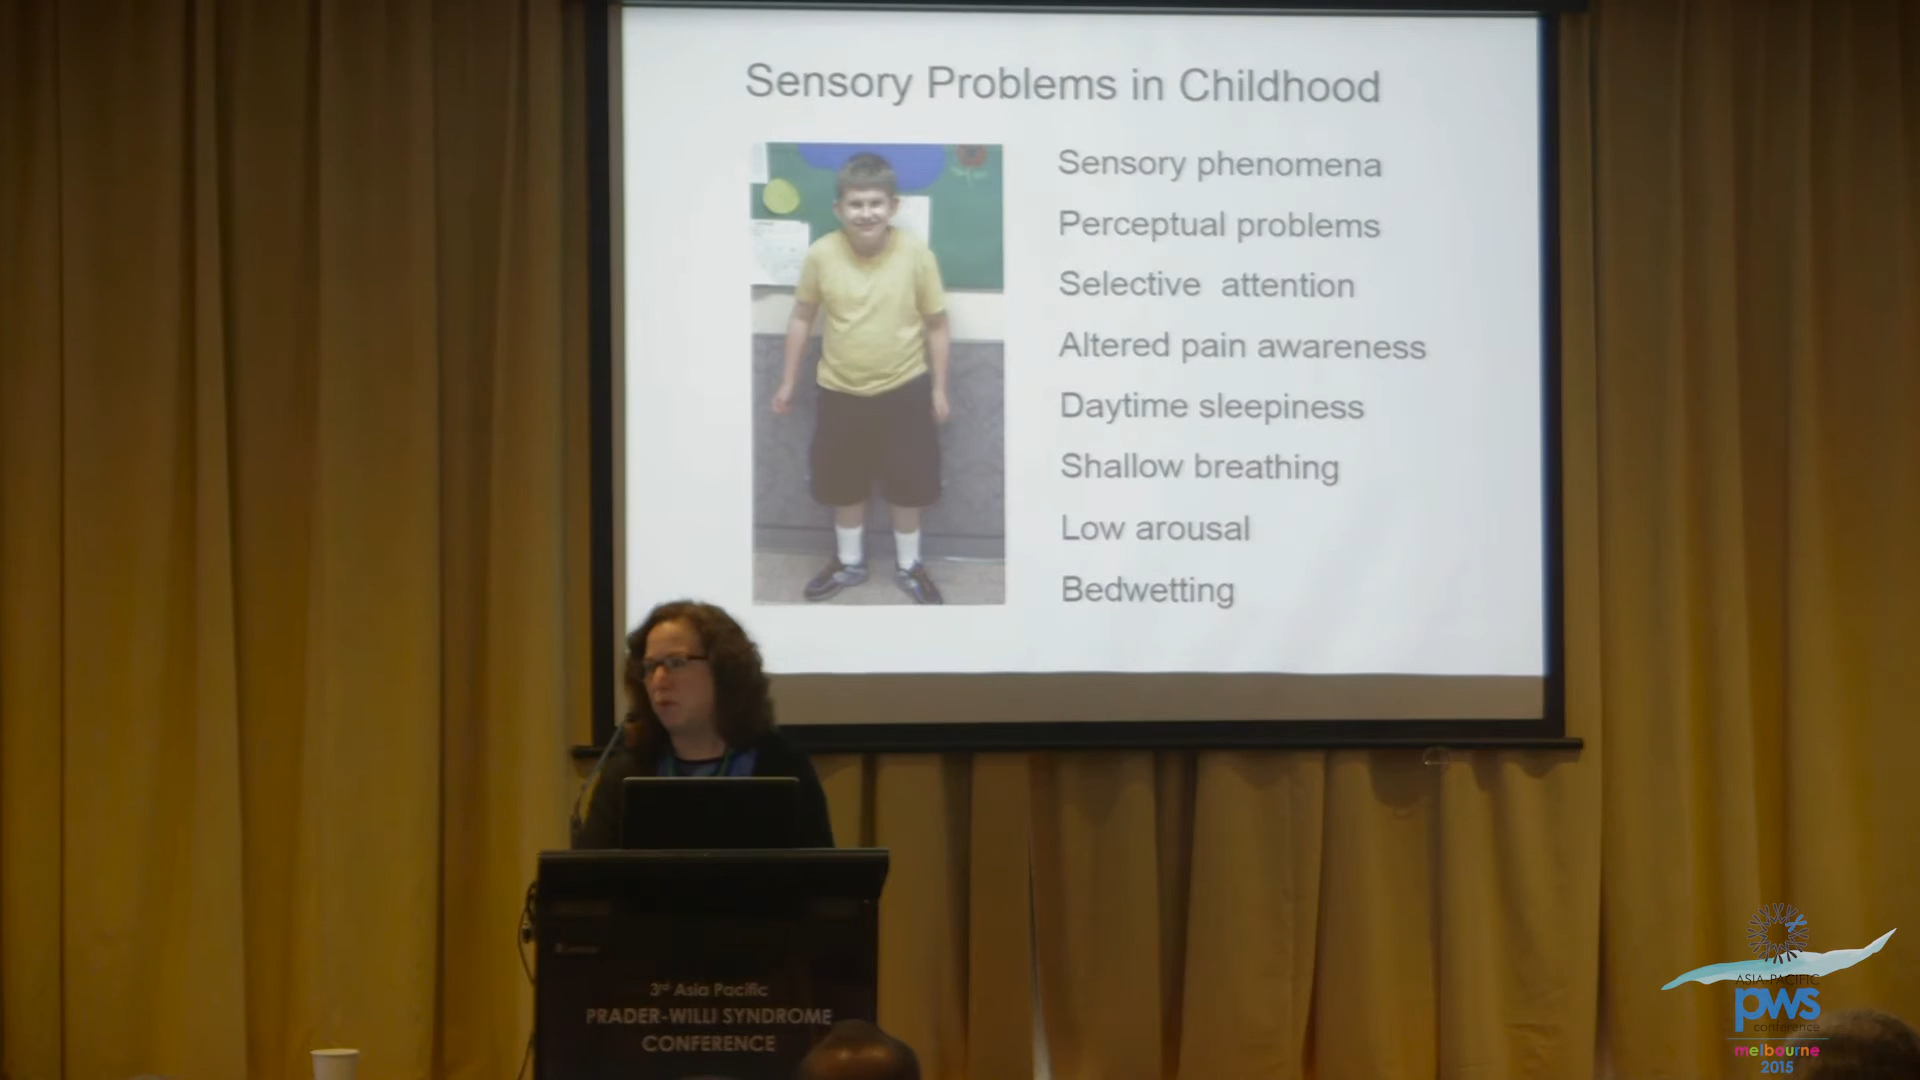 Sensory Problems in Childhood
Sensory phenomena
Perceptual problems
Selective attention
Altered pain awareness
Daytime sleepiness
Shallow breathing
Low arousal
Bedwetting
3rd Asia Pacific
PRADER-WILLI SYNDROME
CONFERENCE
ASIA-PACIFIC
pws
conference
melbourne
2015